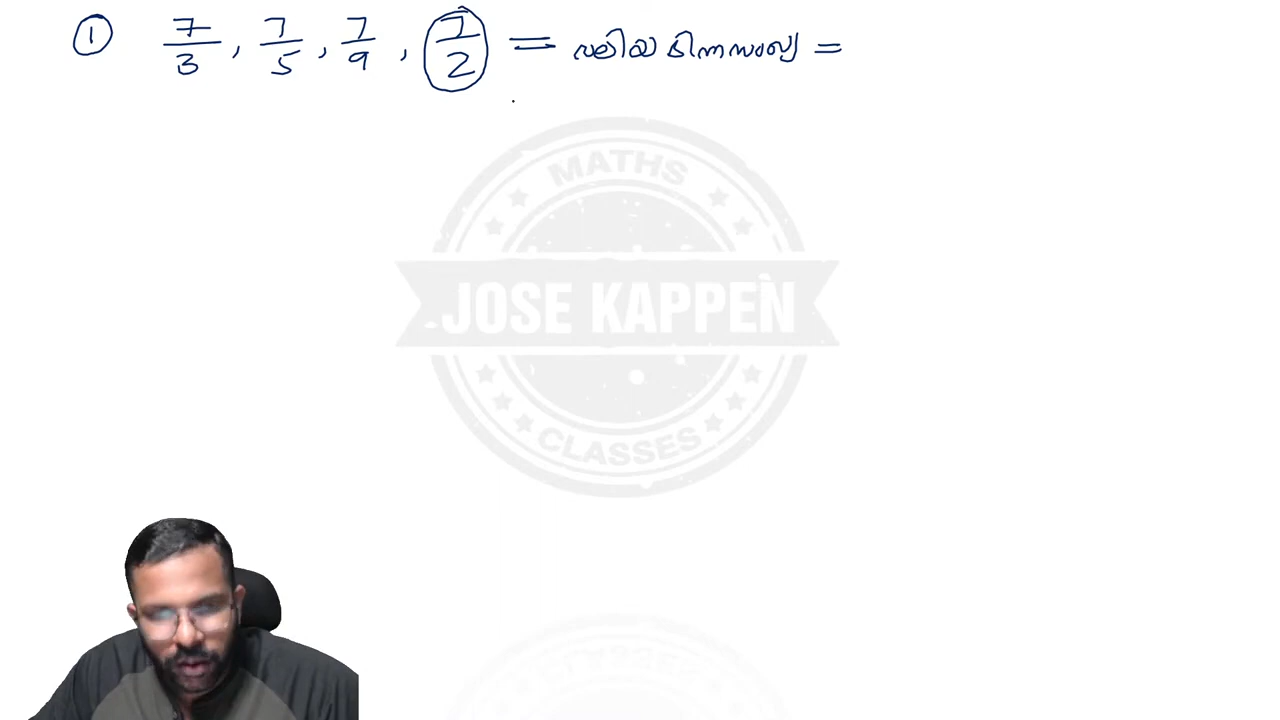 ① 7/3, 7/5, 7/9, 7/2 = വലിയ ഭിന്നസംഖ്യ =
MATHS
JOSE KAPPEN
CLASSES